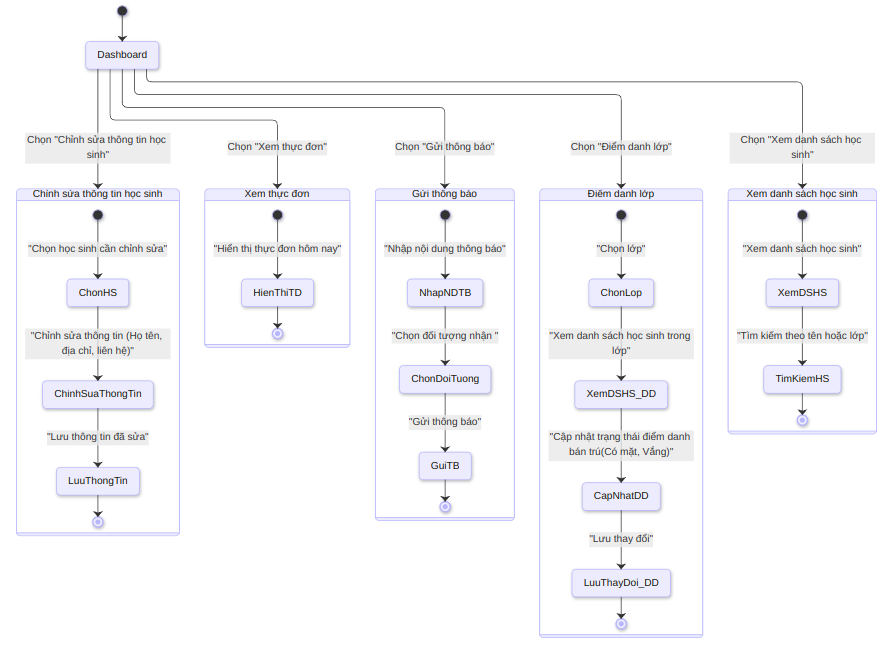 Dashboard
Chọn "Chỉnh sửa thông tin học
sinh"
Chọn "Xem thực đơn"
Chọn "Gửi thông báo"
Chọn "Điểm danh lớp"
Chọn "Xem danh sách học
sinh"
Chỉnh sửa thông tin học sinh
"Chọn học sinh cần chỉnh sửa"
ChonHS
"Chỉnh sửa thông tin (Họ tên,
địa chỉ, liên hệ)"
ChinhSuaThongTin
"Lưu thông tin đã sửa"
LuuThongTin
Xem thực đơn
"Hiển thị thực đơn hôm nay"
HienThiTD
Gửi thông báo
"Nhập nội dung thông báo"
NhapNDTB
"Chọn đối tượng nhận "
ChonDoiTuong
"Gửi thông báo"
GuiTB
Điểm danh lớp
"Chọn lớp"
ChonLop
"Xem danh sách học sinh trong
lớp"
XemDSHS_DD
"Cập nhật trạng thái điểm danh
bán trú(Có mặt, Vắng)"
CapNhatDD
"Lưu thay đổi"
LuuThayDoi_DD
Xem danh sách học sinh
"Xem danh sách học sinh"
XemDSHS
"Tìm kiếm theo tên hoặc lớp"
TimKiemHS